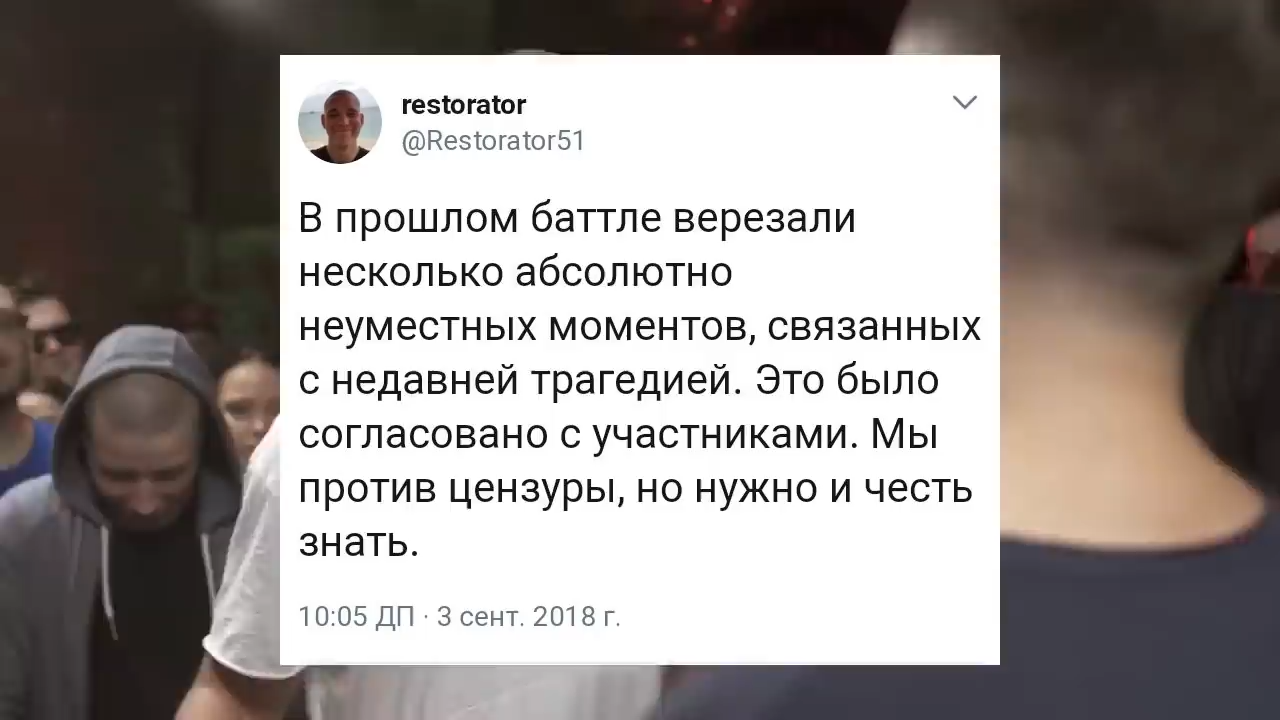 restorator
@Restorator51
В прошлом баттле верезали
несколько абсолютно
неуместных моментов, связанных
с недавней трагедией. Это было
согласовано с участниками. Мы
против цензуры, но нужно и честь
знать.
10:05 ДП · 3 сент. 2018 г.